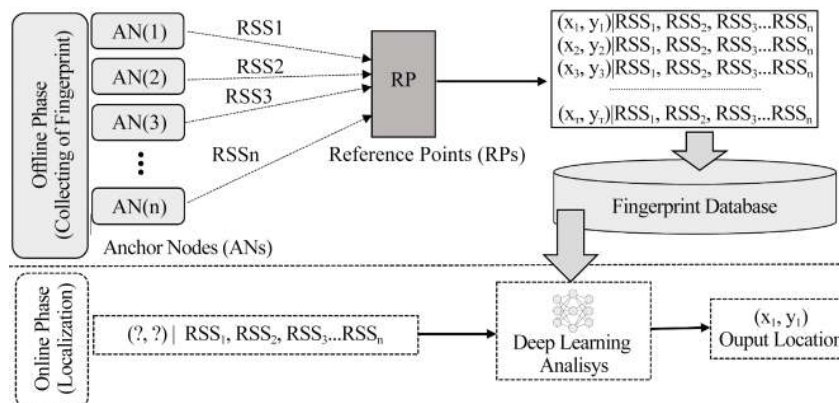 Offline Phase
(Collecting of Fingerprint)
AN(1)
AN(2)
AN(3)
AN(n)
Anchor Nodes (ANs)
RSS1
RSS2
RSS3
RSSn
RP
Reference Points (RPs)
(x₁, y₁)|RSS₁, RSS₂, RSS₃...RSSₙ
(x₂, y₂)|RSS₁, RSS₂, RSS₃...RSSₙ
(x₃, y₃)|RSS₁, RSS₂, RSS₃...RSSₙ
(xᵣ, yᵣ)|RSS₁, RSS₂, RSS₃...RSSₙ
Fingerprint Database
Online Phase
(Localization)
(?, ?) | RSS₁, RSS₂, RSS₃...RSSₙ
Deep Learning
Analisys
(x₁, y₁)
Ouput Location